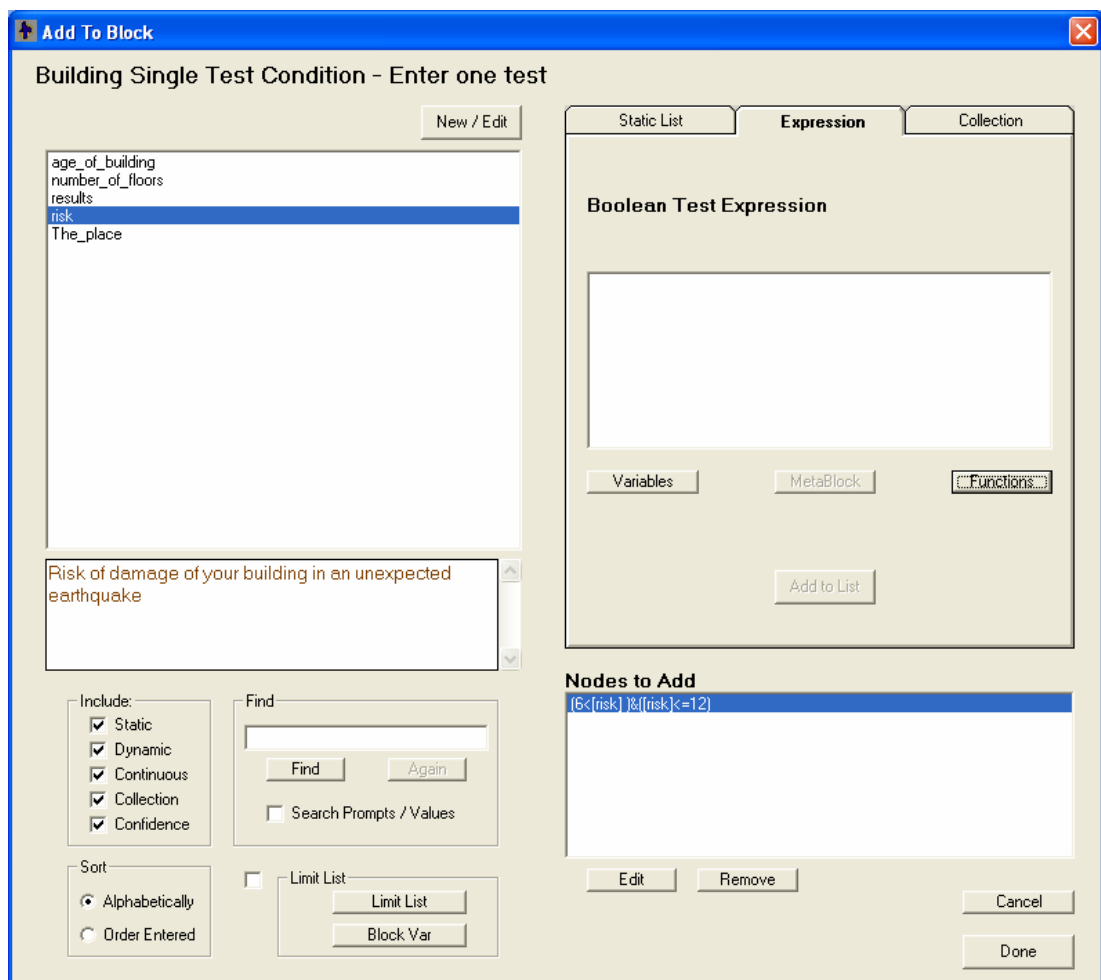 Add To Block
Building Single Test Condition - Enter one test
New / Edit
age_of_building
number_of_floors
results
risk
The_place
Risk of damage of your building in an unexpected
earthquake
Include:
Static
Dynamic
Continuous
Collection
Confidence
Find
Find
Again
Search Prompts / Values
Sort
Alphabetically
Order Entered
Limit List
Limit List
Block Var
Static List
Expression
Collection
Boolean Test Expression
Variables
MetaBlock
Functions
Add to List
Nodes to Add
(6<[risk] )&([risk]<=12)
Edit
Remove
Cancel
Done